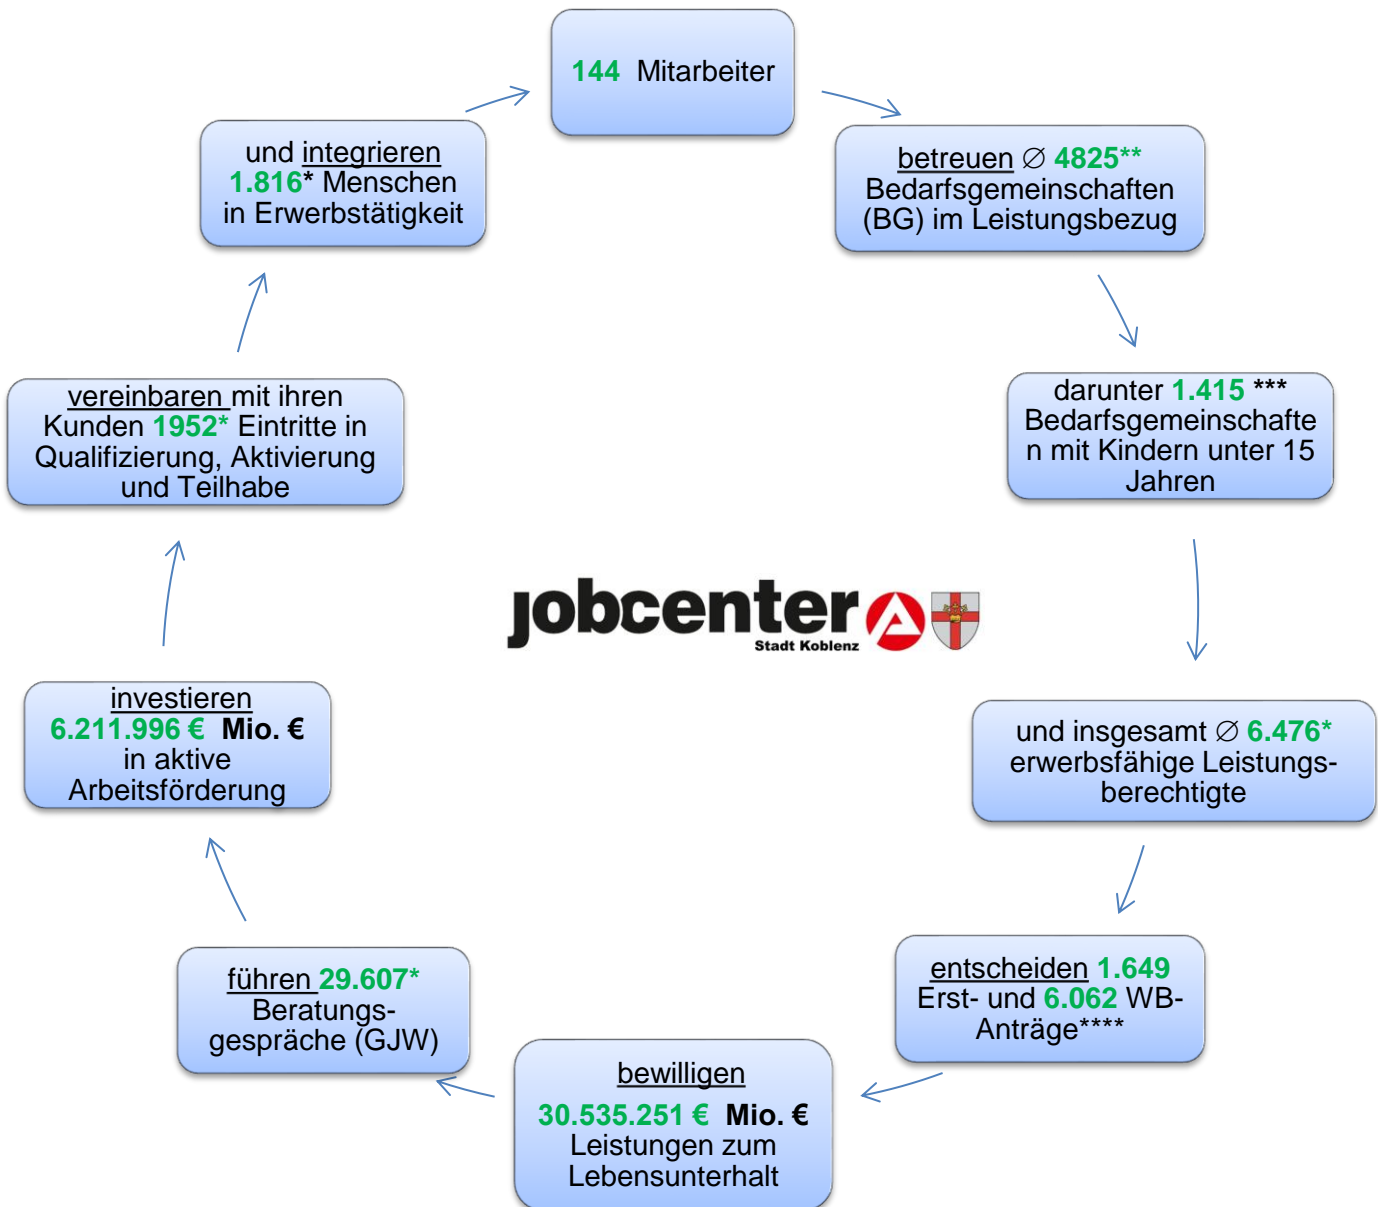 144 Mitarbeiter
betreuen ∅ 4825**
Bedarfsgemeinschaften
(BG) im Leistungsbezug
darunter 1.415 ***
Bedarfsgemeinschafte
n mit Kindern unter 15
Jahren
und insgesamt ∅ 6.476*
erwerbsfähige Leistungs-
berechtigte
entscheiden 1.649
Erst- und 6.062 WB-
Anträge****
bewilligen
30.535.251 € Mio. €
Leistungen zum
Lebensunterhalt
führen 29.607*
Beratungs-
gespräche (GJW)
investieren
6.211.996 € Mio. €
in aktive
Arbeitsförderung
vereinbaren mit ihren
Kunden 1952* Eintritte in
Qualifizierung, Aktivierung
und Teilhabe
und integrieren
1.816* Menschen
in Erwerbstätigkeit
jobcenter
Stadt Koblenz